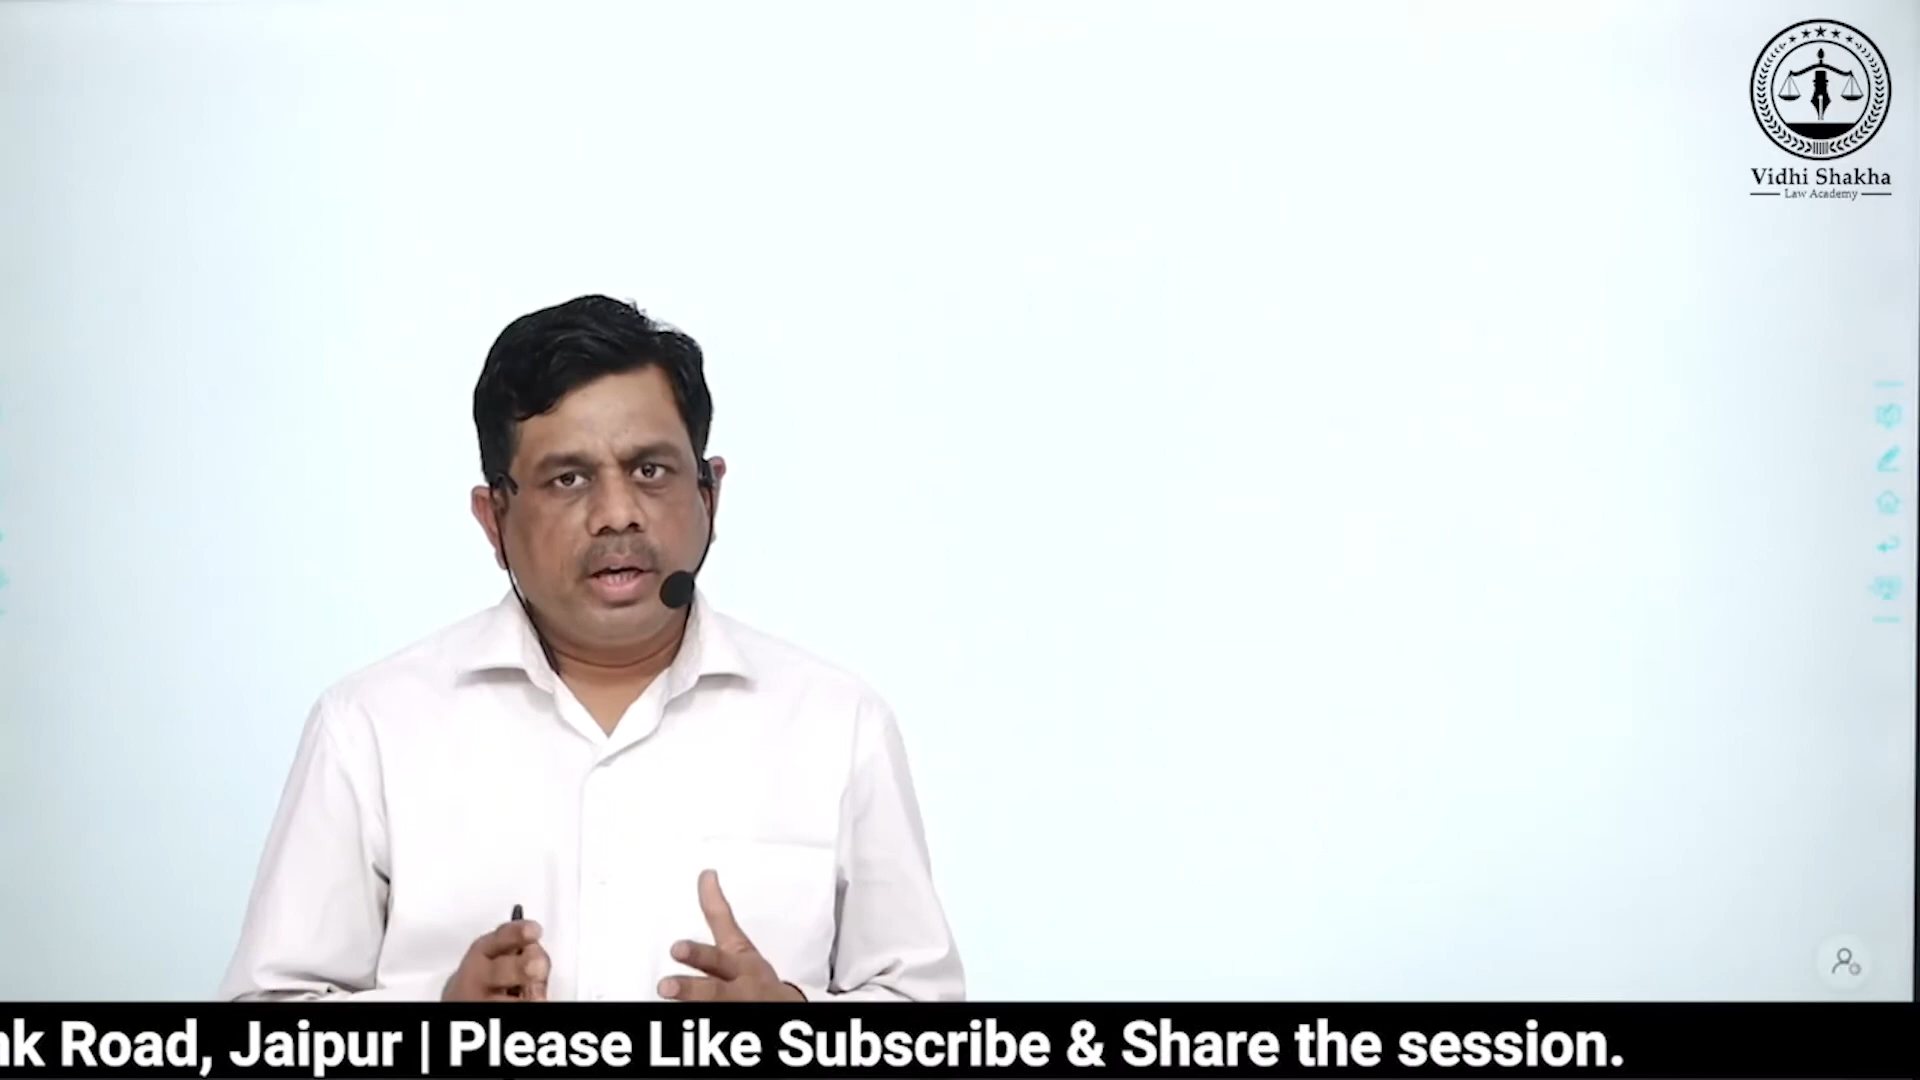 Vidhi Shakha
Law Academy
Road, Jaipur | Please Like Subscribe & Share the session.